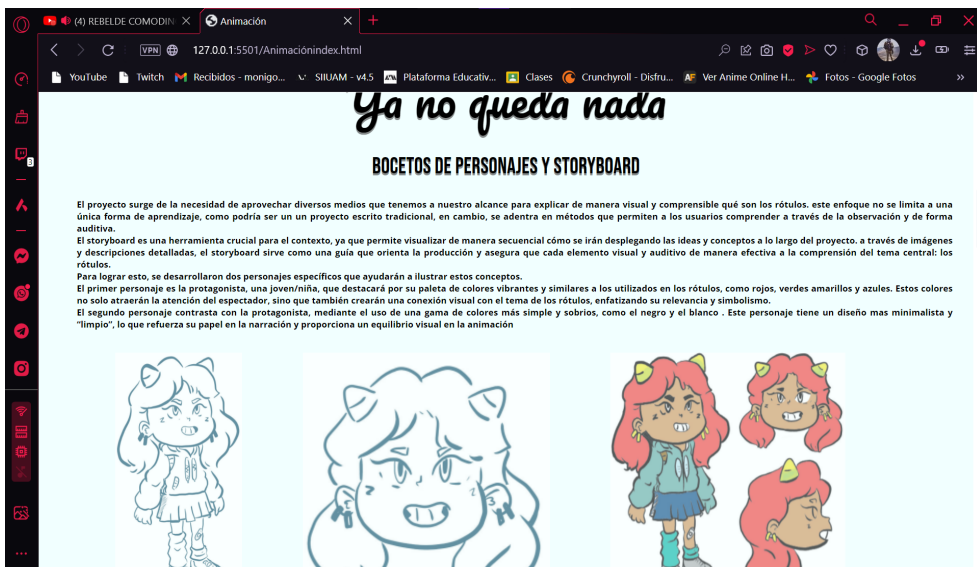 (4) REBELDE COMODIN
Animación
VPN
127.0.0.1:5501/Animaciónindex.html
YouTube
Twitch
Recibidos - monigo...
SIIUAM - v4.5
Plataforma Educativ...
Clases
Crunchyroll - Disfru...
AF Ver Anime Online H...
Fotos - Google Fotos
»
3
Ya no queda nada
BOCETOS DE PERSONAJES Y STORYBOARD
El proyecto surge de la necesidad de aprovechar diversos medios que tenemos a nuestro alcance para explicar de manera visual y comprensible qué son los rótulos. este enfoque no se limita a una
única forma de aprendizaje, como podría ser un un proyecto escrito tradicional, en cambio, se adentra en métodos que permiten a los usuarios comprender a través de la observación y de forma
auditiva.
El storyboard es una herramienta crucial para el contexto, ya que permite visualizar de manera secuencial cómo se irán desplegando las ideas y conceptos a lo largo del proyecto. a través de imágenes
y descripciones detalladas, el storyboard sirve como una guía que orienta la producción y asegura que cada elemento visual y auditivo de manera efectiva a la comprensión del tema central: los
rótulos.
Para lograr esto, se desarrollaron dos personajes específicos que ayudarán a ilustrar estos conceptos.
El primer personaje es la protagonista, una joven/niña, que destacará por su paleta de colores vibrantes y similares a los utilizados en los rótulos, como rojos, verdes amarillos y azules. Estos colores
no solo atraerán la atención del espectador, sino que también crearán una conexión visual con el tema de los rótulos, enfatizando su relevancia y simbolismo.
El segundo personaje contrasta con la protagonista, mediante el uso de una gama de colores más simple y sobrios, como el negro y el blanco . Este personaje tiene un diseño mas minimalista y
“limpio”, lo que refuerza su papel en la narración y proporciona un equilibrio visual en la animación